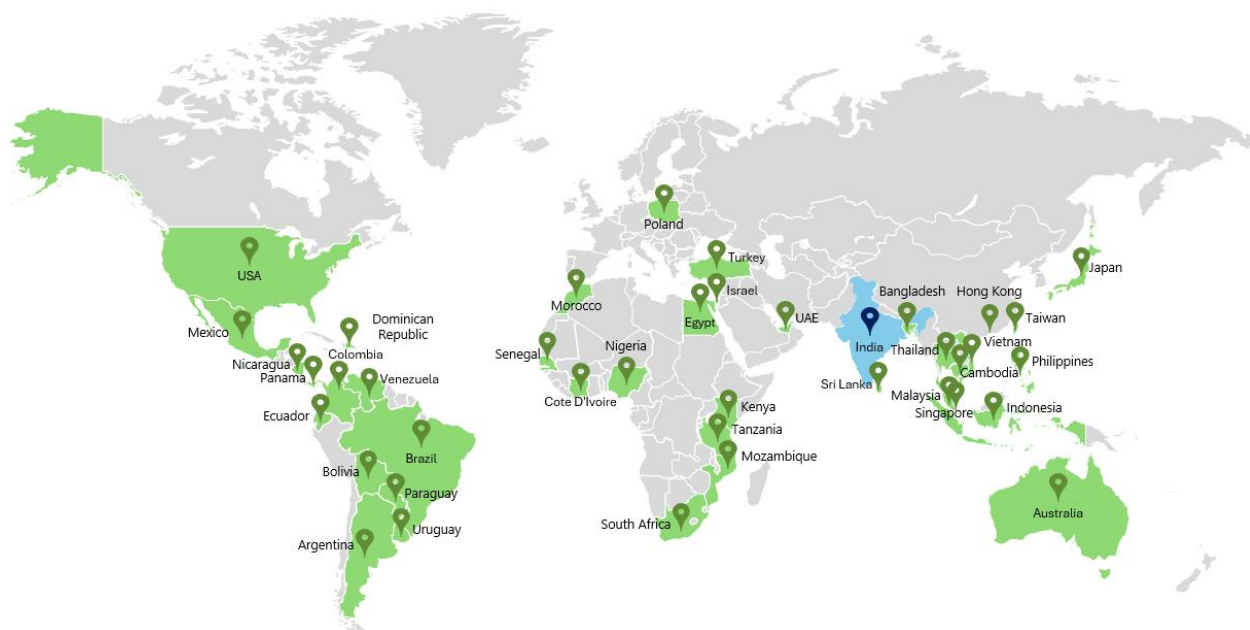 USA
Mexico
Dominican
Republic
Nicaragua
Panama
Colombia
Venezuela
Ecuador
Brazil
Bolivia
Paraguay
Uruguay
Argentina
Poland
Turkey
Israel
Morocco
Egypt
UAE
Senegal
Nigeria
Cote D'Ivoire
Kenya
Tanzania
Mozambique
South Africa
Bangladesh
Hong Kong
Japan
Taiwan
India
Thailand
Vietnam
Philippines
Cambodia
Sri Lanka
Malaysia
Singapore
Indonesia
Australia